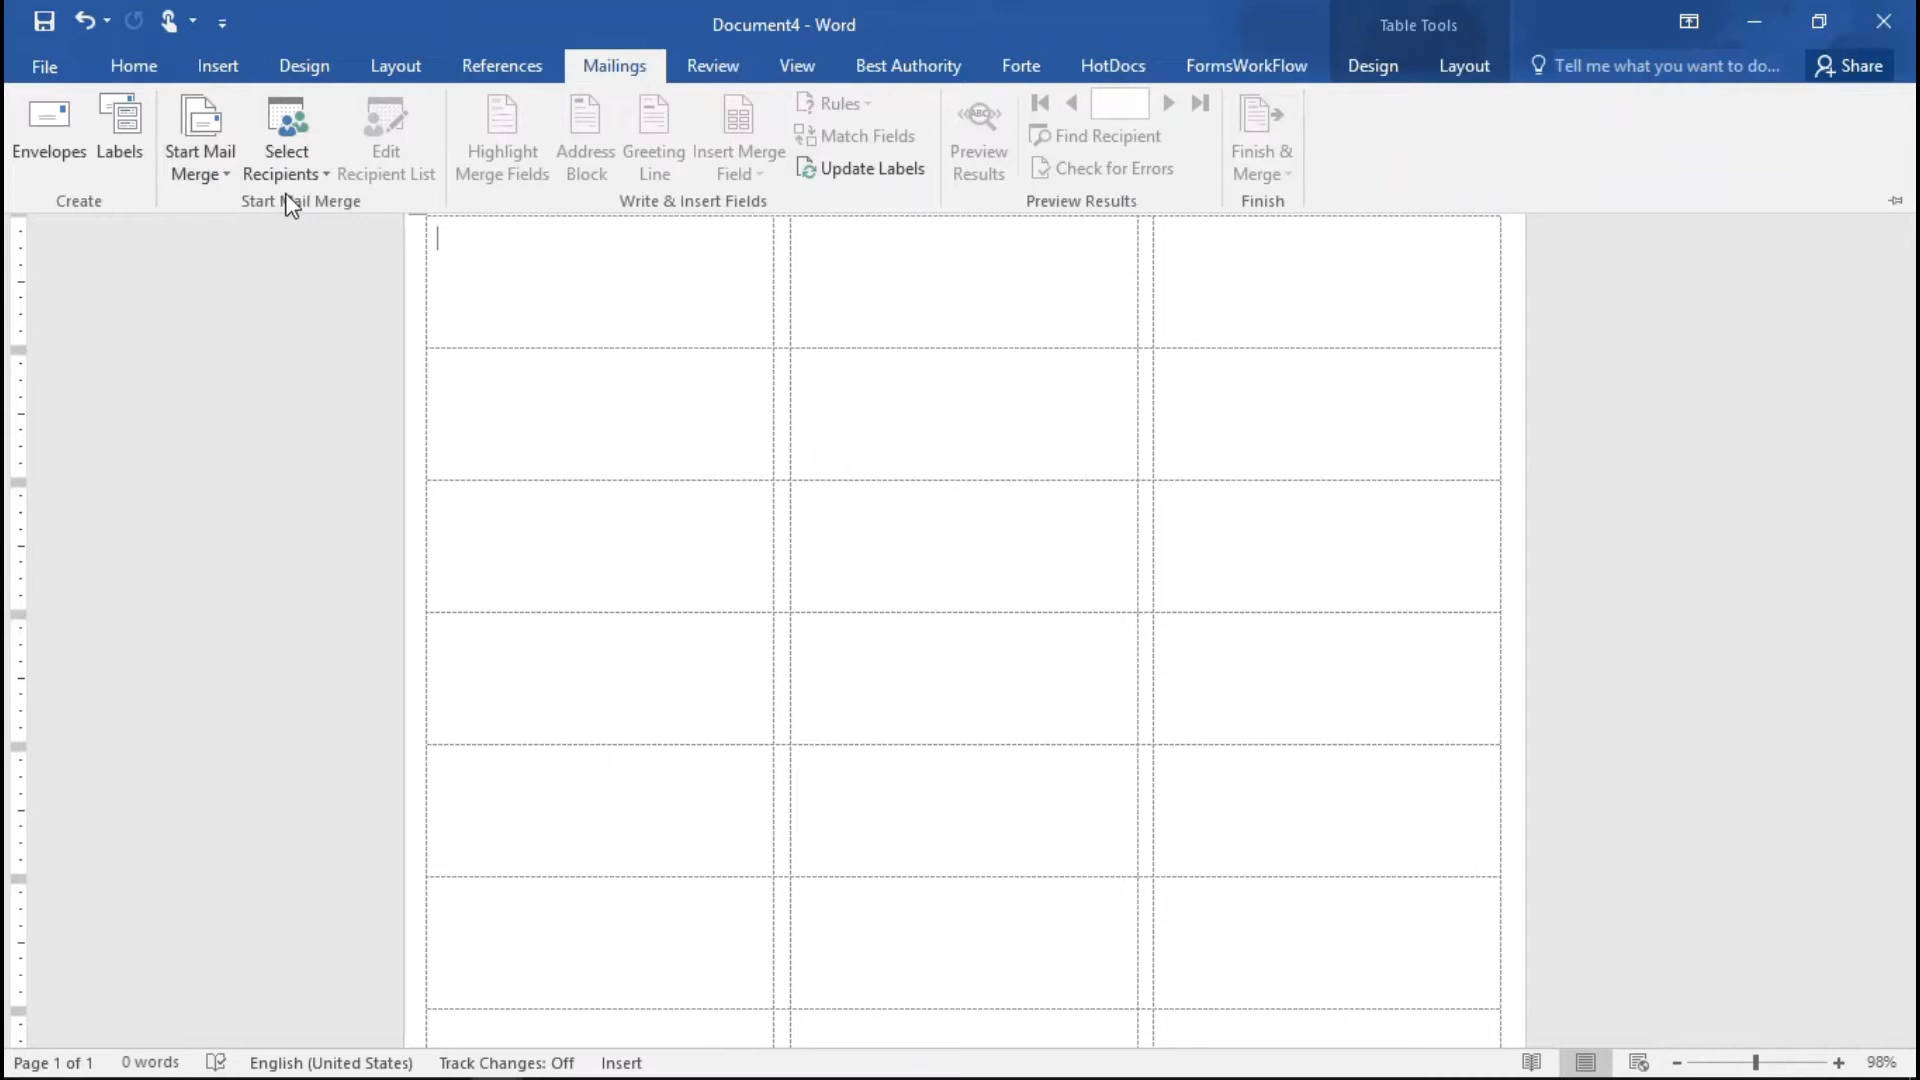 Document4 - Word
Table Tools
File Home Insert Design Layout References Mailings Review View Best Authority Forte HotDocs FormsWorkFlow Design Layout Tell me what you want to do... Share
Envelopes Labels
Create
Start Mail Merge
Select Recipients
Edit Recipient List
Start Mail Merge
Highlight Merge Fields
Address Block
Greeting Line
Insert Merge Field
Rules
Match Fields
Update Labels
Write & Insert Fields
ABC
Preview Results
Find Recipient
Check for Errors
Preview Results
Finish & Merge
Finish
Page 1 of 1 0 words English (United States) Track Changes: Off Insert 98%